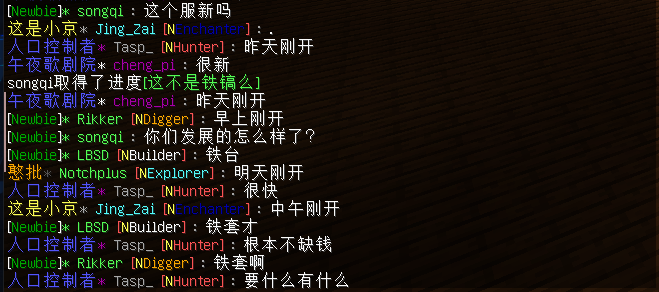 [Newbie]* songqi : 这个服新吗
这是小京* Jing_Zai [NEnchanter] : .
人口控制者* Tasp_ [NHunter] : 昨天刚开
午夜歌剧院* cheng_pi : 很新
songqi取得了进度[这不是铁镐么]
午夜歌剧院* cheng_pi : 昨天刚开
[Newbie]* Rikker [NDigger] : 早上刚开
[Newbie]* songqi : 你们发展的怎么样了?
[Newbie]* LBSD [NBuilder] : 铁台
憨批* Notchplus [NExplorer] : 明天刚开
人口控制者* Tasp_ [NHunter] : 很快
这是小京* Jing_Zai [NEnchanter] : 中午刚开
[Newbie]* LBSD [NBuilder] : 铁套才
人口控制者* Tasp_ [NHunter] : 根本不缺钱
[Newbie]* Rikker [NDigger] : 铁套啊
人口控制者* Tasp_ [NHunter] : 要什么有什么